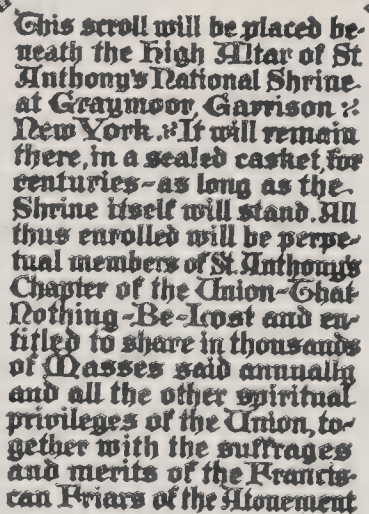 This scroll will be placed be-
neath the High Altar of St
Anthony's National Shrine
at Graymoor, Garrison
New York. It will remain
there, in a sealed casket, for
centuries - as long as the
Shrine itself will stand. All
thus enrolled will be perpe-
tual members of St. Anthony's
Chapter of the Union-That-
Nothing-Be-Lost and en-
titled to share in thousands
of Masses said annually
and all the other spiritual
privileges of the Union, to-
gether with the suffrages
and merits of the Francis-
can Friars of the Atonement